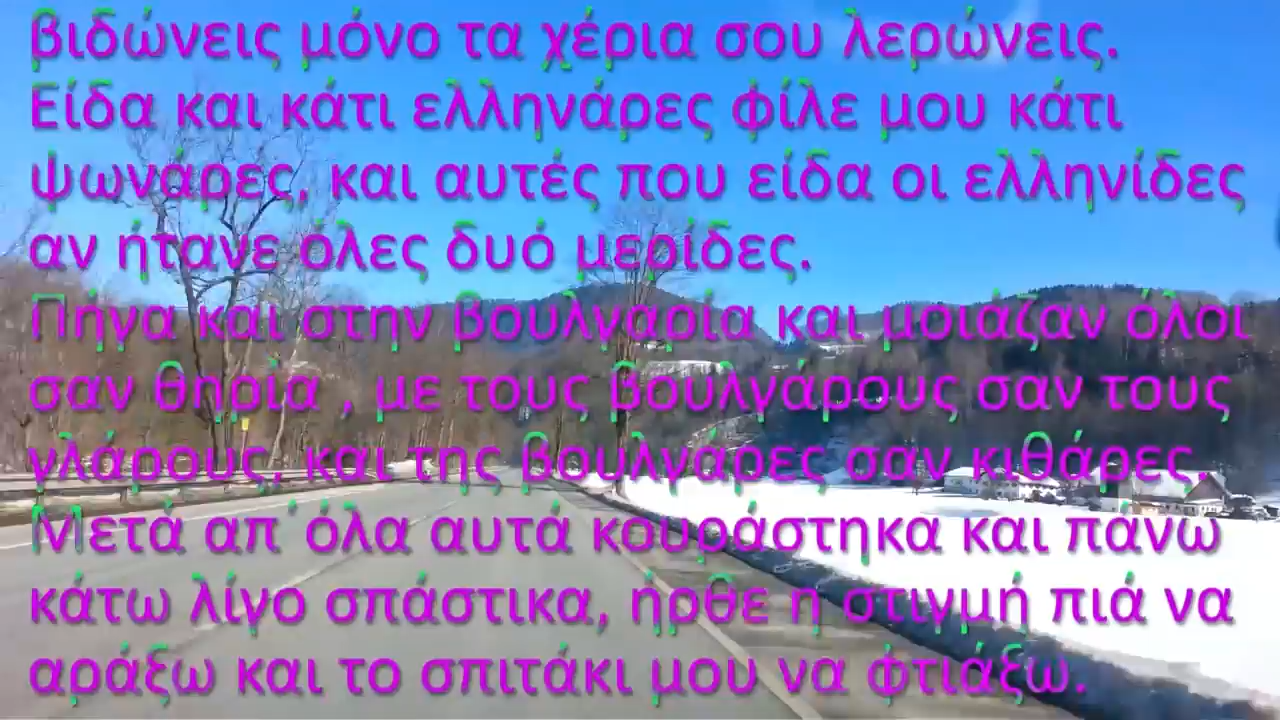 βιδώνεις μόνο τα χέρια σου λερώνεις.
Είδα και κάτι ελληνάρες φίλε μου κάτι
ψωνάρες, και αυτές που είδα οι ελληνίδες
αν ήτανε όλες δυό μερίδες.
Πήγα και στην βουλγαρία και μοιάζαν όλοι
σαν θηρία , με τους βουλγάρους σαν τους
γλάρους, και της βουλγαρες σαν κιθάρες.
Μετά απ΄όλα αυτά κουράστηκα και πάνω
κάτω λίγο σπάστικα, ήρθε η στιγμή πιά να
αράξω και το σπιτάκι μου να φτιάξω.